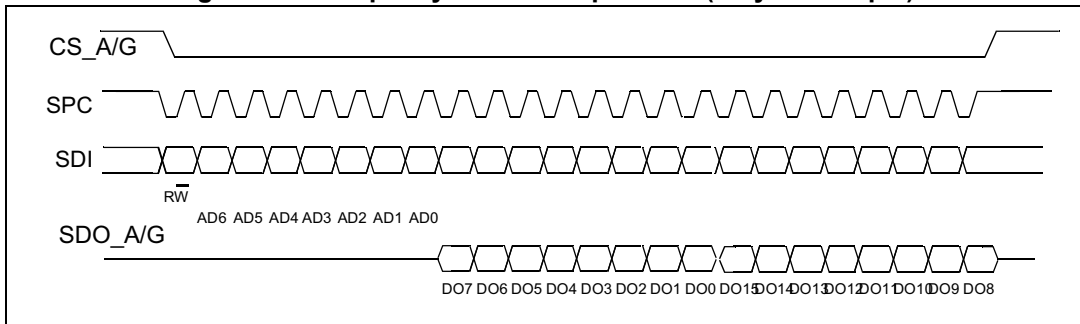 CS_A/G
SPC
SDI
RW
AD6 AD5 AD4 AD3 AD2 AD1 AD0
SDO_A/G
DO7 DO6 DO5 DO4 DO3 DO2 DO1 DO0 DO15 DO14 DO13 DO12 DO11 DO10 DO9 DO8